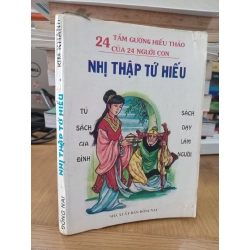 24 TẤM GƯƠNG HIẾU THẢO
CỦA 24 NGƯỜI CON
NHỊ THẬP TỨ HIẾU
TỦ
SÁCH
GIA
ĐÌNH
SÁCH
DẠY
LÀM
NGƯỜI
NHÀ XUẤT BẢN ĐỒNG NAI
NHỊ THẬP TỨ HIẾU
ĐỒNG NAI